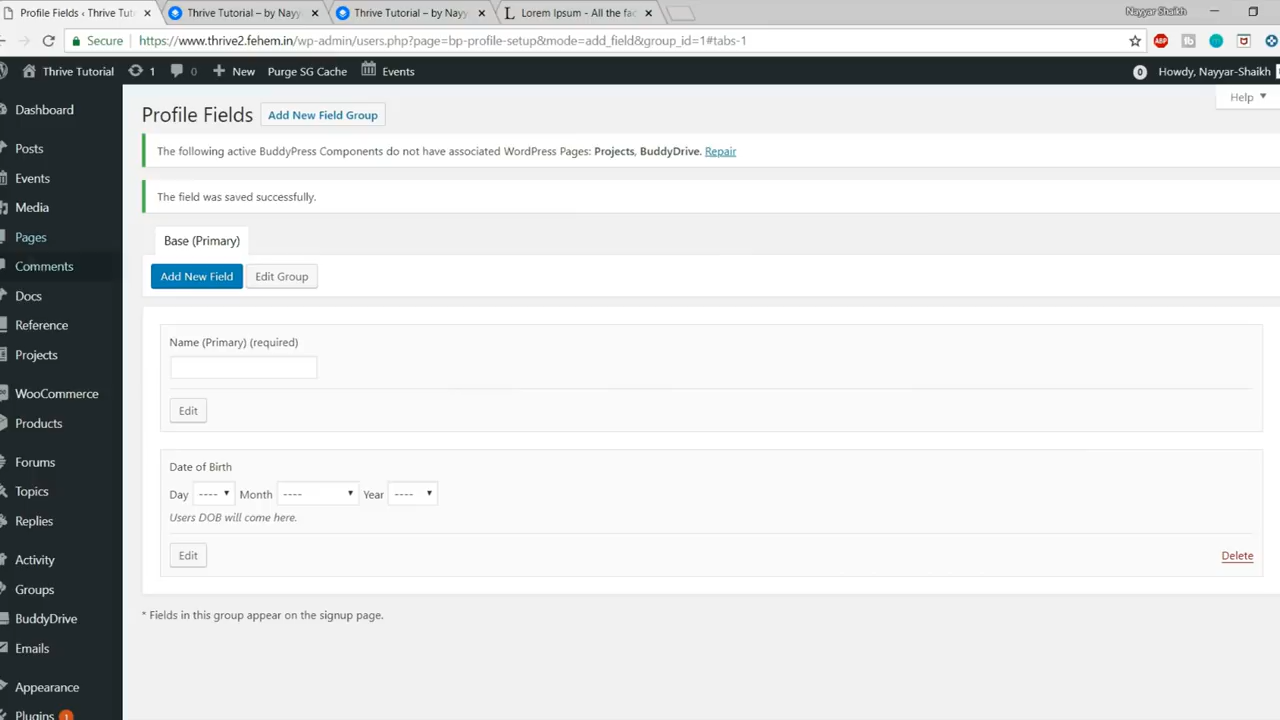 Profile Fields ‹ Thrive Tut
Thrive Tutorial – by Nayy
Thrive Tutorial – by Nayy
Lorem Ipsum - All the fac
Nayyar Shaikh
Secure
https://www.thrive2.fehem.in/wp-admin/users.php?page=bp-profile-setup&mode=add_field&group_id=1#tabs-1
ABP
Thrive Tutorial
1
0
New
Purge SG Cache
Events
0
Howdy, Nayyar-Shaikh
Help
Dashboard
Posts
Events
Media
Pages
Comments
Docs
Reference
Projects
WooCommerce
Products
Forums
Topics
Replies
Activity
Groups
BuddyDrive
Emails
Appearance
Plugins 1
Profile Fields
Add New Field Group
The following active BuddyPress Components do not have associated WordPress Pages: Projects, BuddyDrive. Repair
The field was saved successfully.
Base (Primary)
Add New Field
Edit Group
Name (Primary) (required)
Edit
Date of Birth
Day ---- Month ---- Year ----
Users DOB will come here.
Edit
Delete
* Fields in this group appear on the signup page.